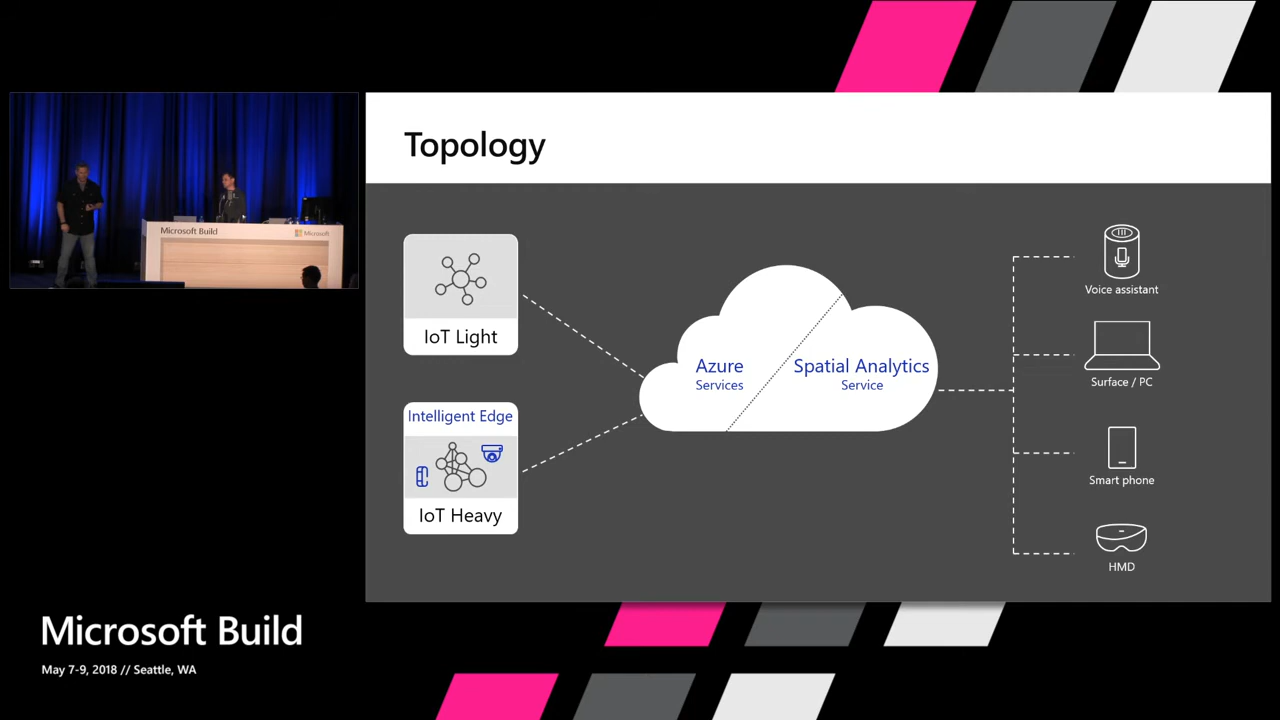 Topology
Microsoft Build
Microsoft
IoT Light
Intelligent Edge
IoT Heavy
Azure
Services
Spatial Analytics
Service
Voice assistant
Surface / PC
Smart phone
HMD
Microsoft Build
May 7-9, 2018 // Seattle, WA